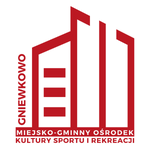 GNIEWKOWO
MIEJSKO-GMINNY OŚRODEK
KULTURY SPORTU I REKREACJI